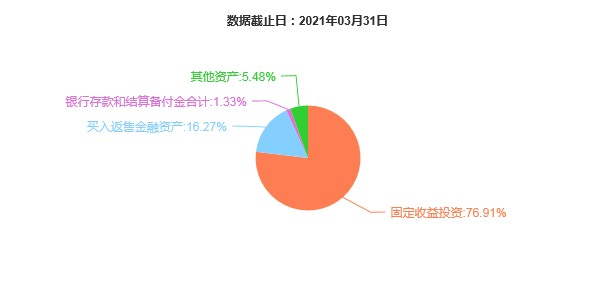 数据截止日：2021年03月31日
其他资产:5.48%
银行存款和结算备付金合计:1.33%
买入返售金融资产:16.27%
固定收益投资:76.91%